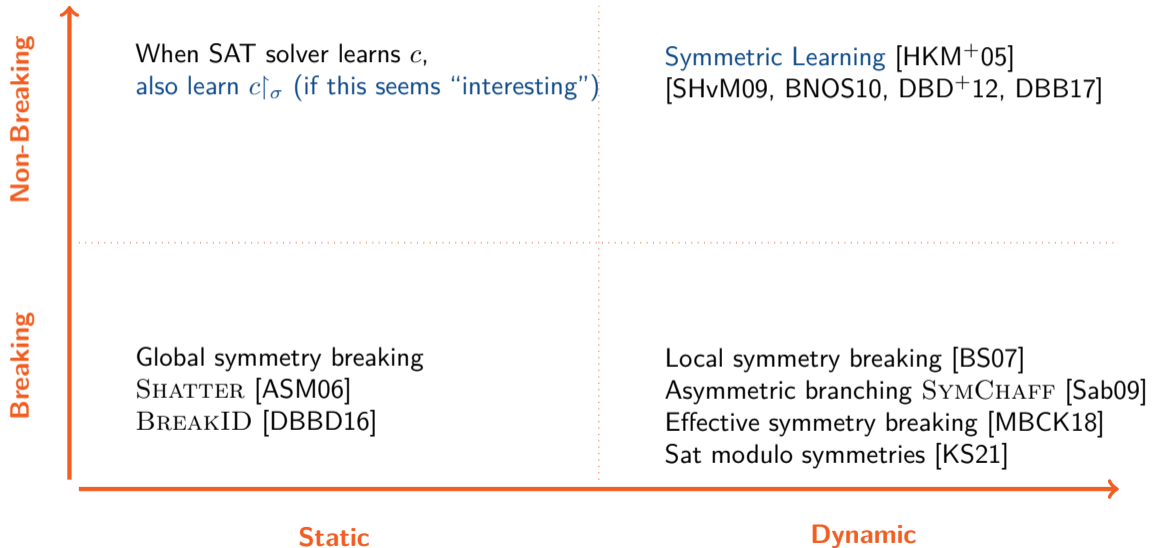 Non-Breaking
When SAT solver learns c,
also learn c↾σ (if this seems “interesting”)
Symmetric Learning [HKM+05]
[SHvM09, BNOS10, DBD+12, DBB17]
Breaking
Global symmetry breaking
SHATTER [ASM06]
BREAKID [DBBD16]
Local symmetry breaking [BS07]
Asymmetric branching SYMCHAFF [Sab09]
Effective symmetry breaking [MBCK18]
Sat modulo symmetries [KS21]
Static
Dynamic